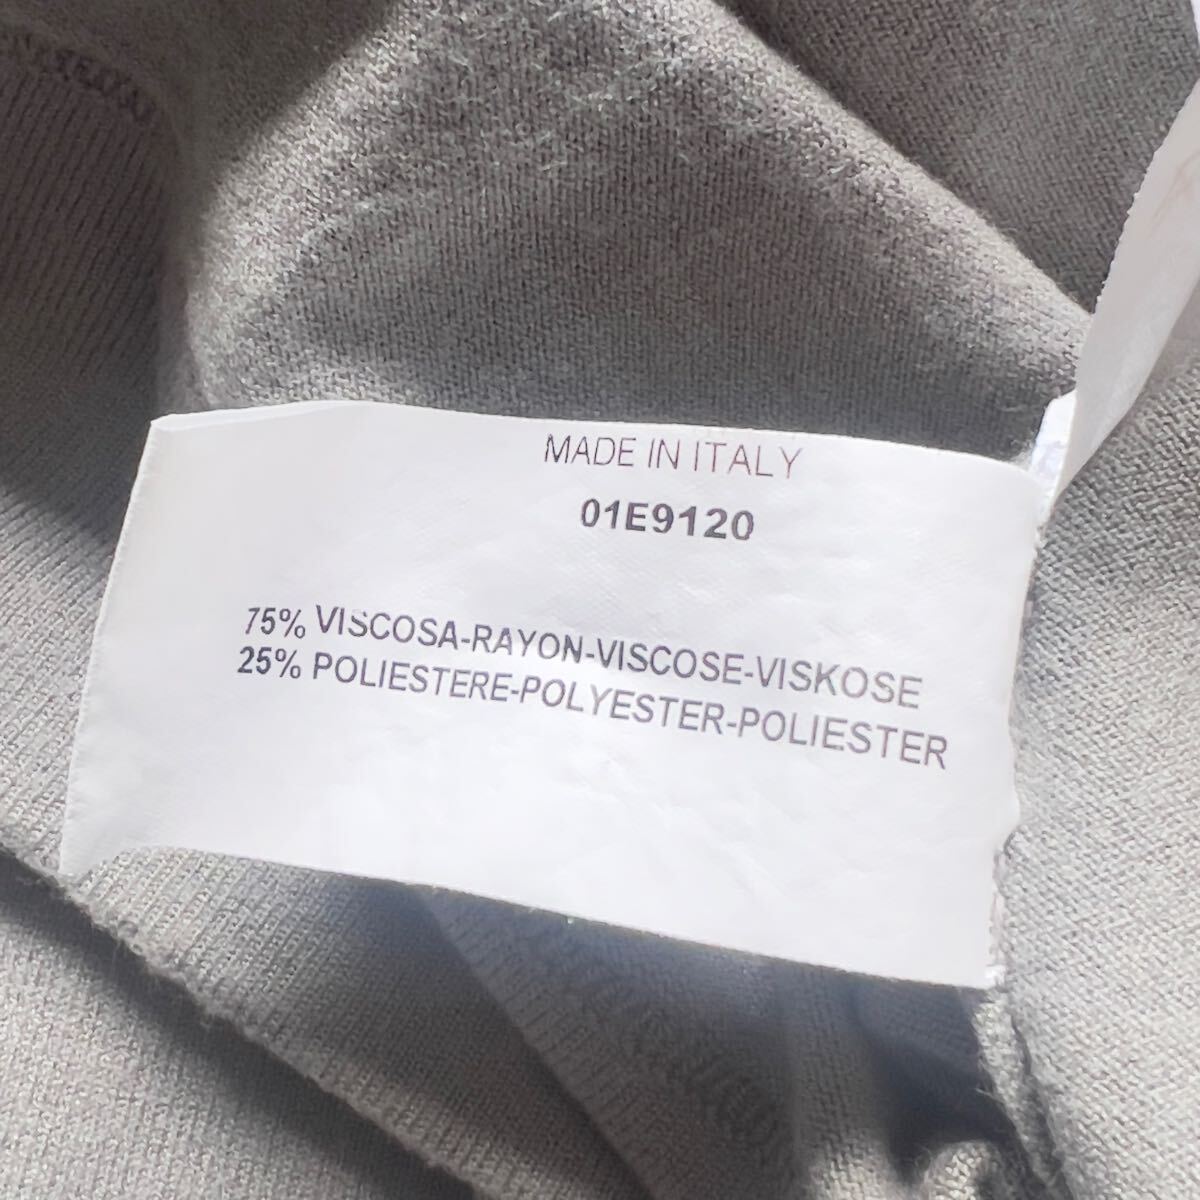 MADE IN ITALY
01E9120
75% VISCOSA-RAYON-VISCOSE-VISKOSE
25% POLIESTERE-POLYESTER-POLIESTER